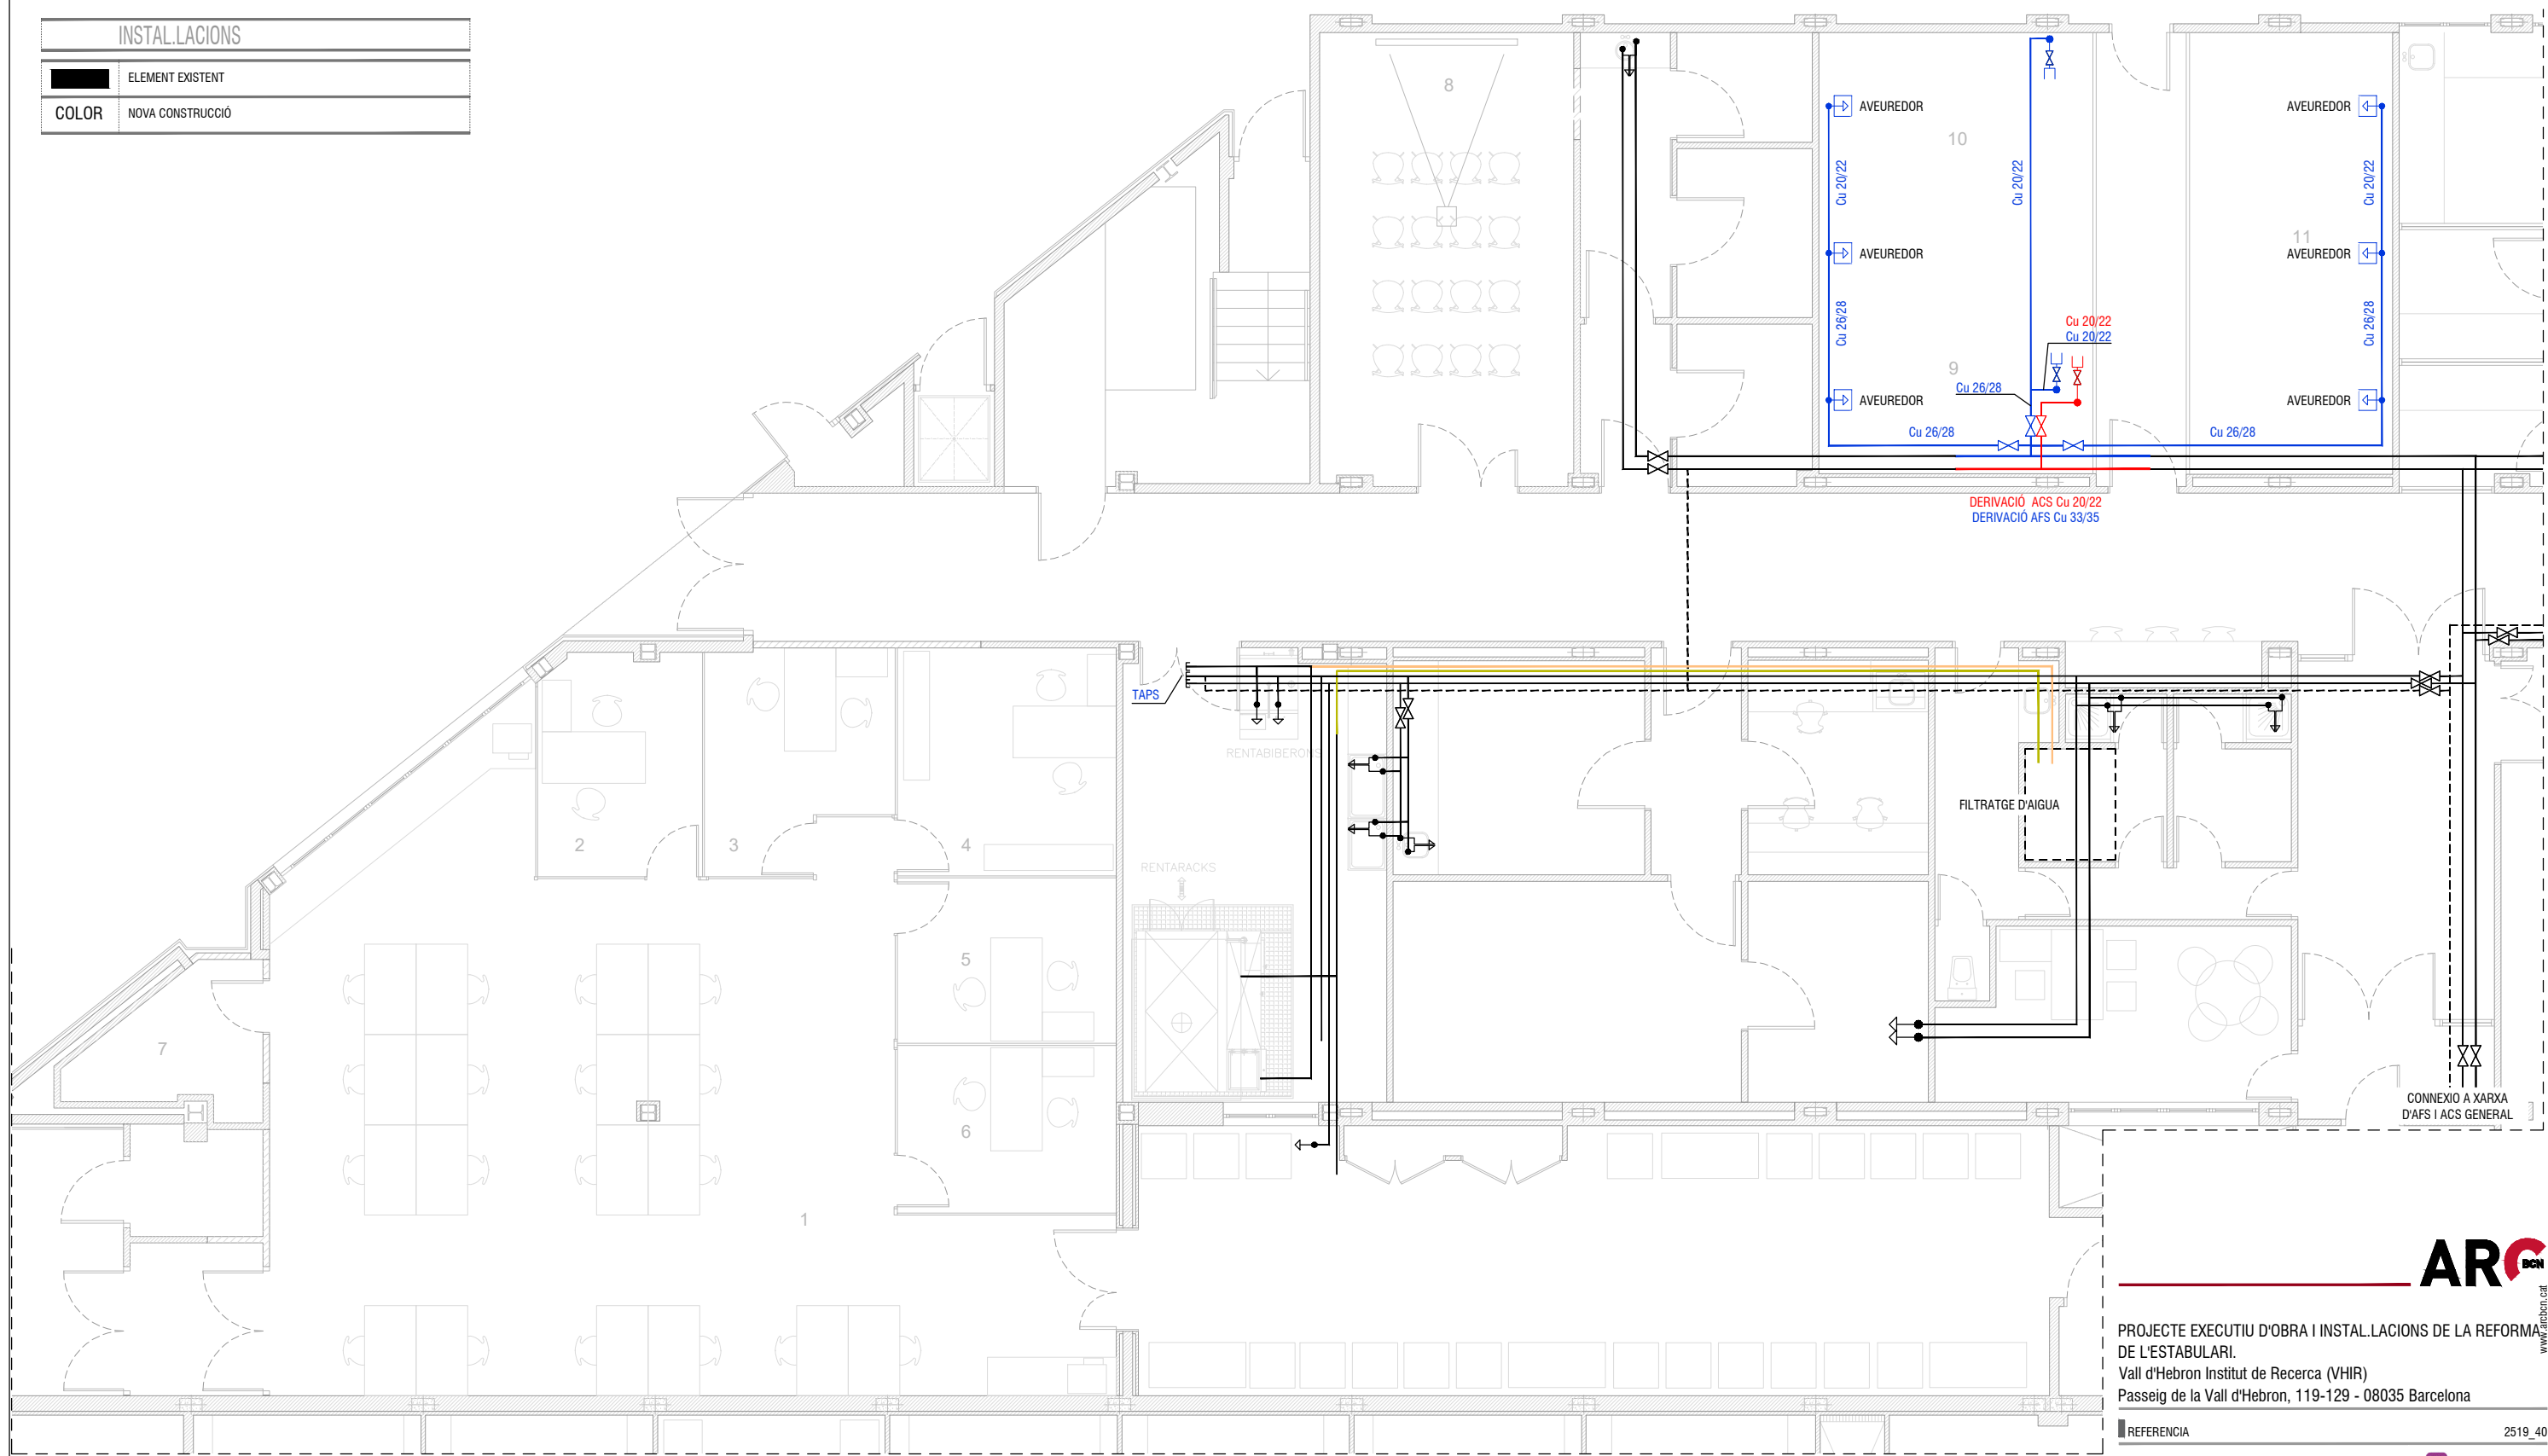 INSTAL.LACIONS
ELEMENT EXISTENT
COLOR NOVA CONSTRUCCIÓ
8
10
11
9
AVEUREDOR
AVEUREDOR
AVEUREDOR
AVEUREDOR
AVEUREDOR
AVEUREDOR
Cu 20/22
Cu 20/22
Cu 20/22
Cu 26/28
Cu 26/28
Cu 20/22
Cu 20/22
Cu 26/28
Cu 26/28
Cu 26/28
DERIVACIÓ ACS Cu 20/22
DERIVACIÓ AFS Cu 33/35
TAPS
RENTABIBERONS
RENTARACKS
FILTRATGE D'AIGUA
2
3
4
5
6
7
1
CONNEXIO A XARXA
D'AFS I ACS GENERAL
ARC
BCN
www.arcbcn.cat
PROJECTE EXECUTIU D'OBRA I INSTAL.LACIONS DE LA REFORMA
DE L'ESTABULARI.
Vall d'Hebron Institut de Recerca (VHIR)
Passeig de la Vall d'Hebron, 119-129 - 08035 Barcelona
REFERENCIA